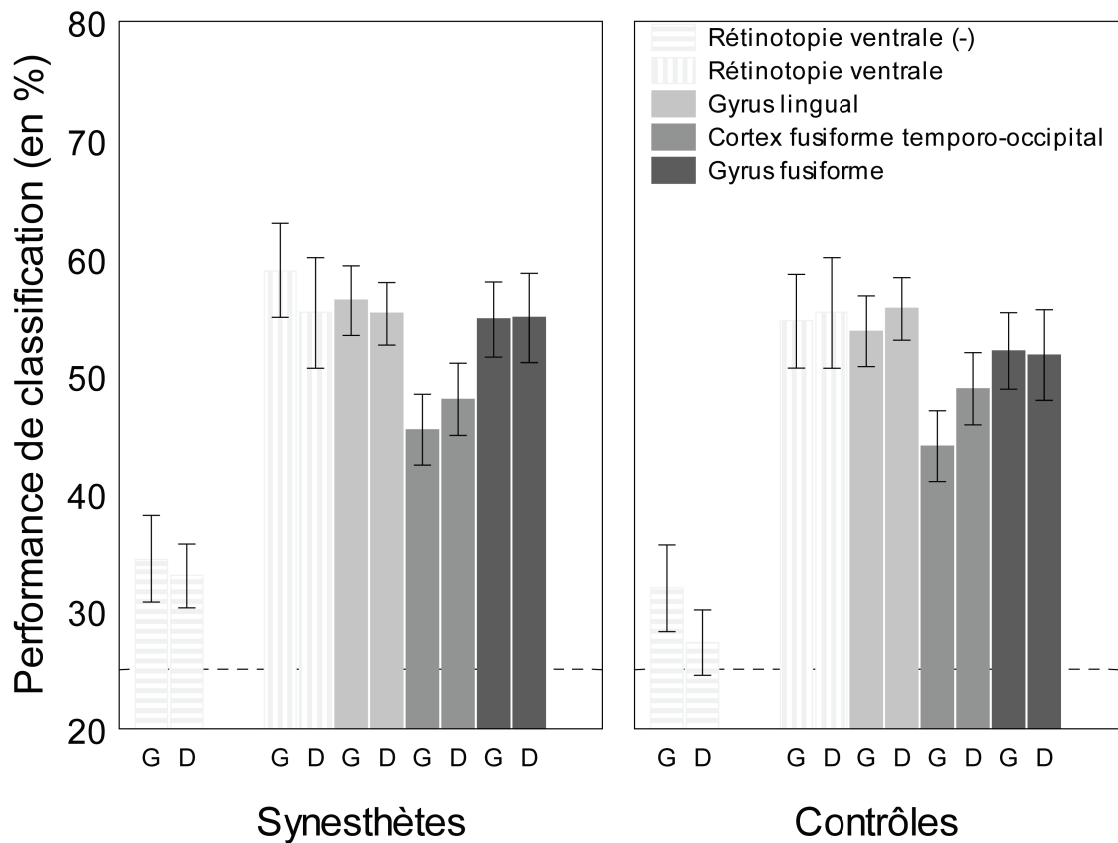 Performance de classification (en %)
80
70
60
50
40
30
20
Rétinotopie ventrale (-)
Rétinotopie ventrale
Gyrus lingual
Cortex fusiforme temporo-occipital
Gyrus fusiforme
G D G D G D G D G D
G D G D G D G D G D
Synesthètes
Contrôles